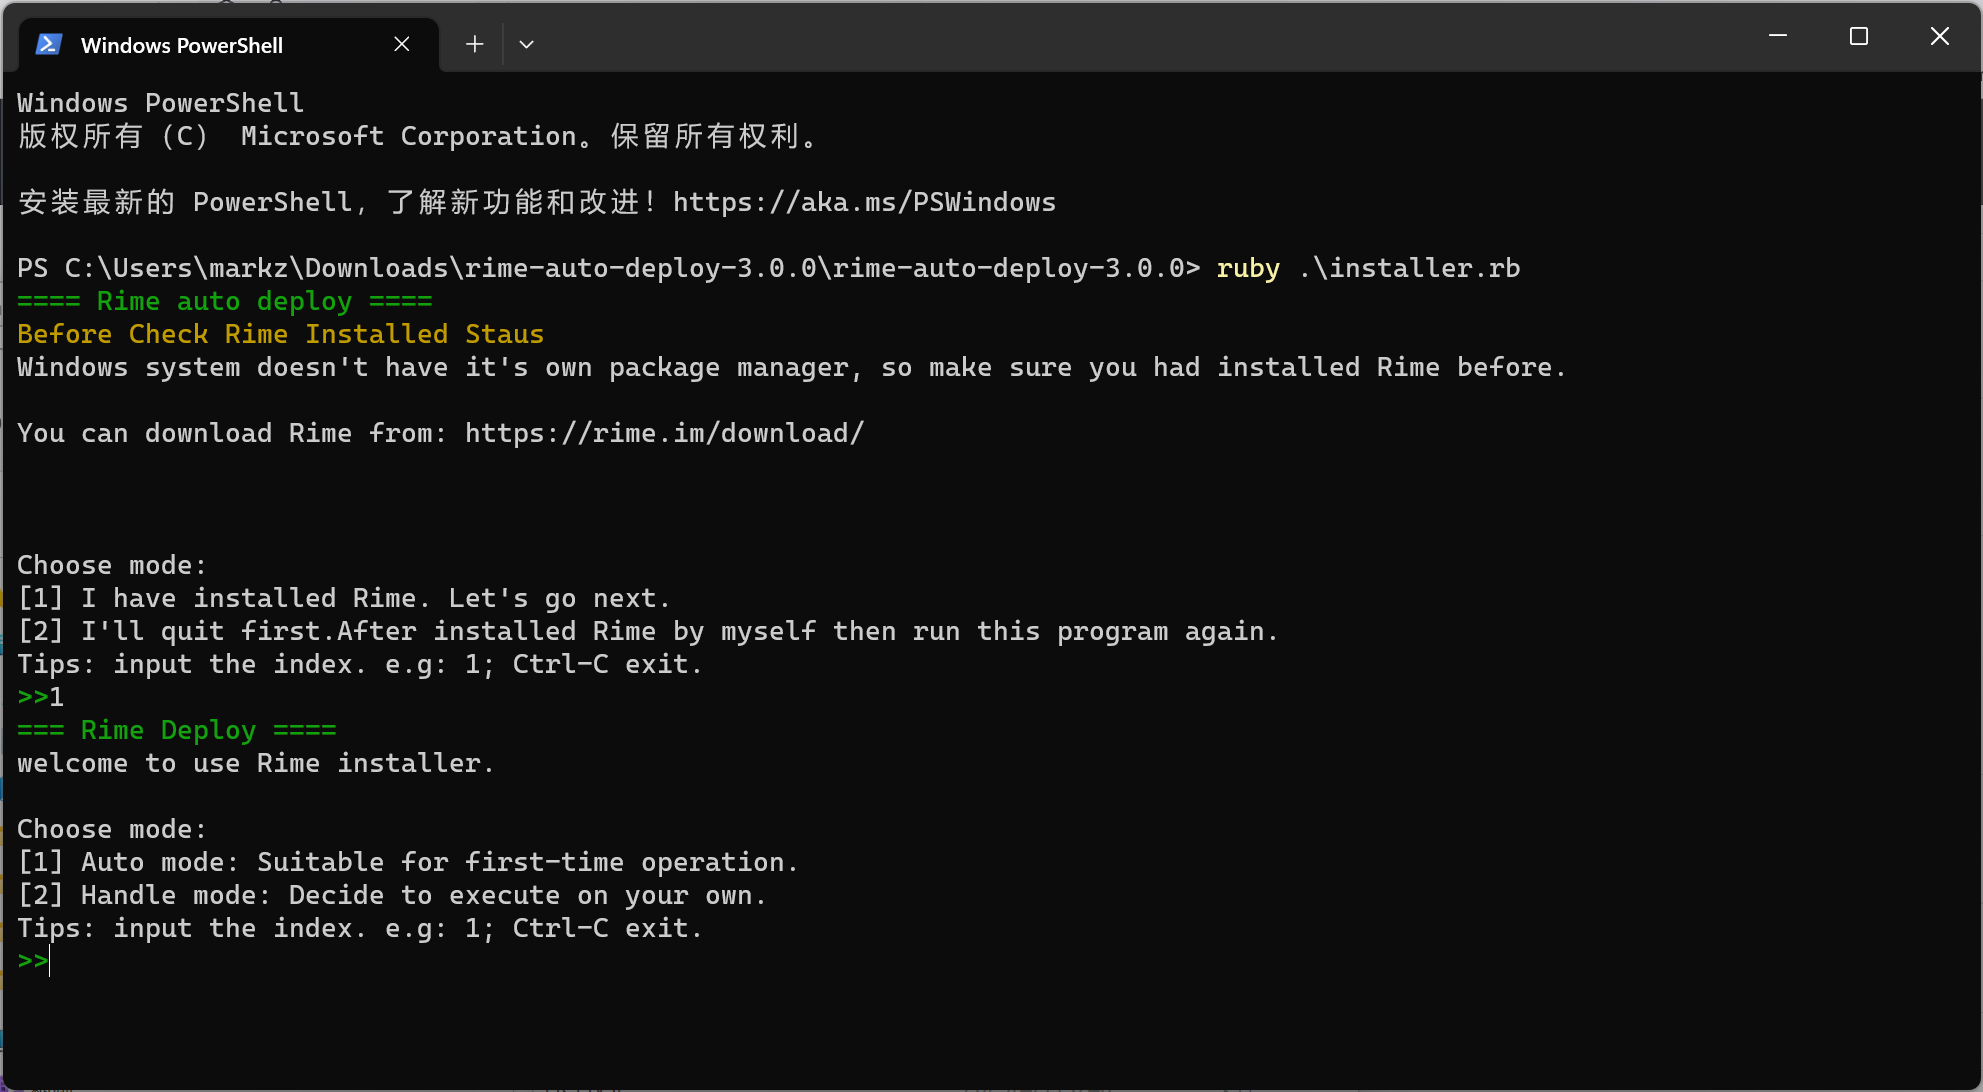 Windows PowerShell
Windows PowerShell
版权所有 (C) Microsoft Corporation。保留所有权利。
安装最新的 PowerShell，了解新功能和改进！https://aka.ms/PSWindows
PS C:\Users\markz\Downloads\rime-auto-deploy-3.0.0\rime-auto-deploy-3.0.0> ruby .\installer.rb
==== Rime auto deploy ====
Before Check Rime Installed Staus
Windows system doesn't have it's own package manager, so make sure you had installed Rime before.
You can download Rime from: https://rime.im/download/
Choose mode:
[1] I have installed Rime. Let's go next.
[2] I'll quit first.After installed Rime by myself then run this program again.
Tips: input the index. e.g: 1; Ctrl-C exit.
>>1
=== Rime Deploy ====
welcome to use Rime installer.
Choose mode:
[1] Auto mode: Suitable for first-time operation.
[2] Handle mode: Decide to execute on your own.
Tips: input the index. e.g: 1; Ctrl-C exit.
>>